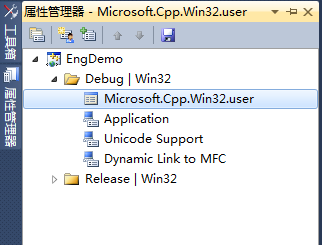 属性管理器 - Microsoft.Cpp.Win32.user
工具箱
属性管理器
EngDemo
Debug | Win32
Microsoft.Cpp.Win32.user
Application
Unicode Support
Dynamic Link to MFC
Release | Win32